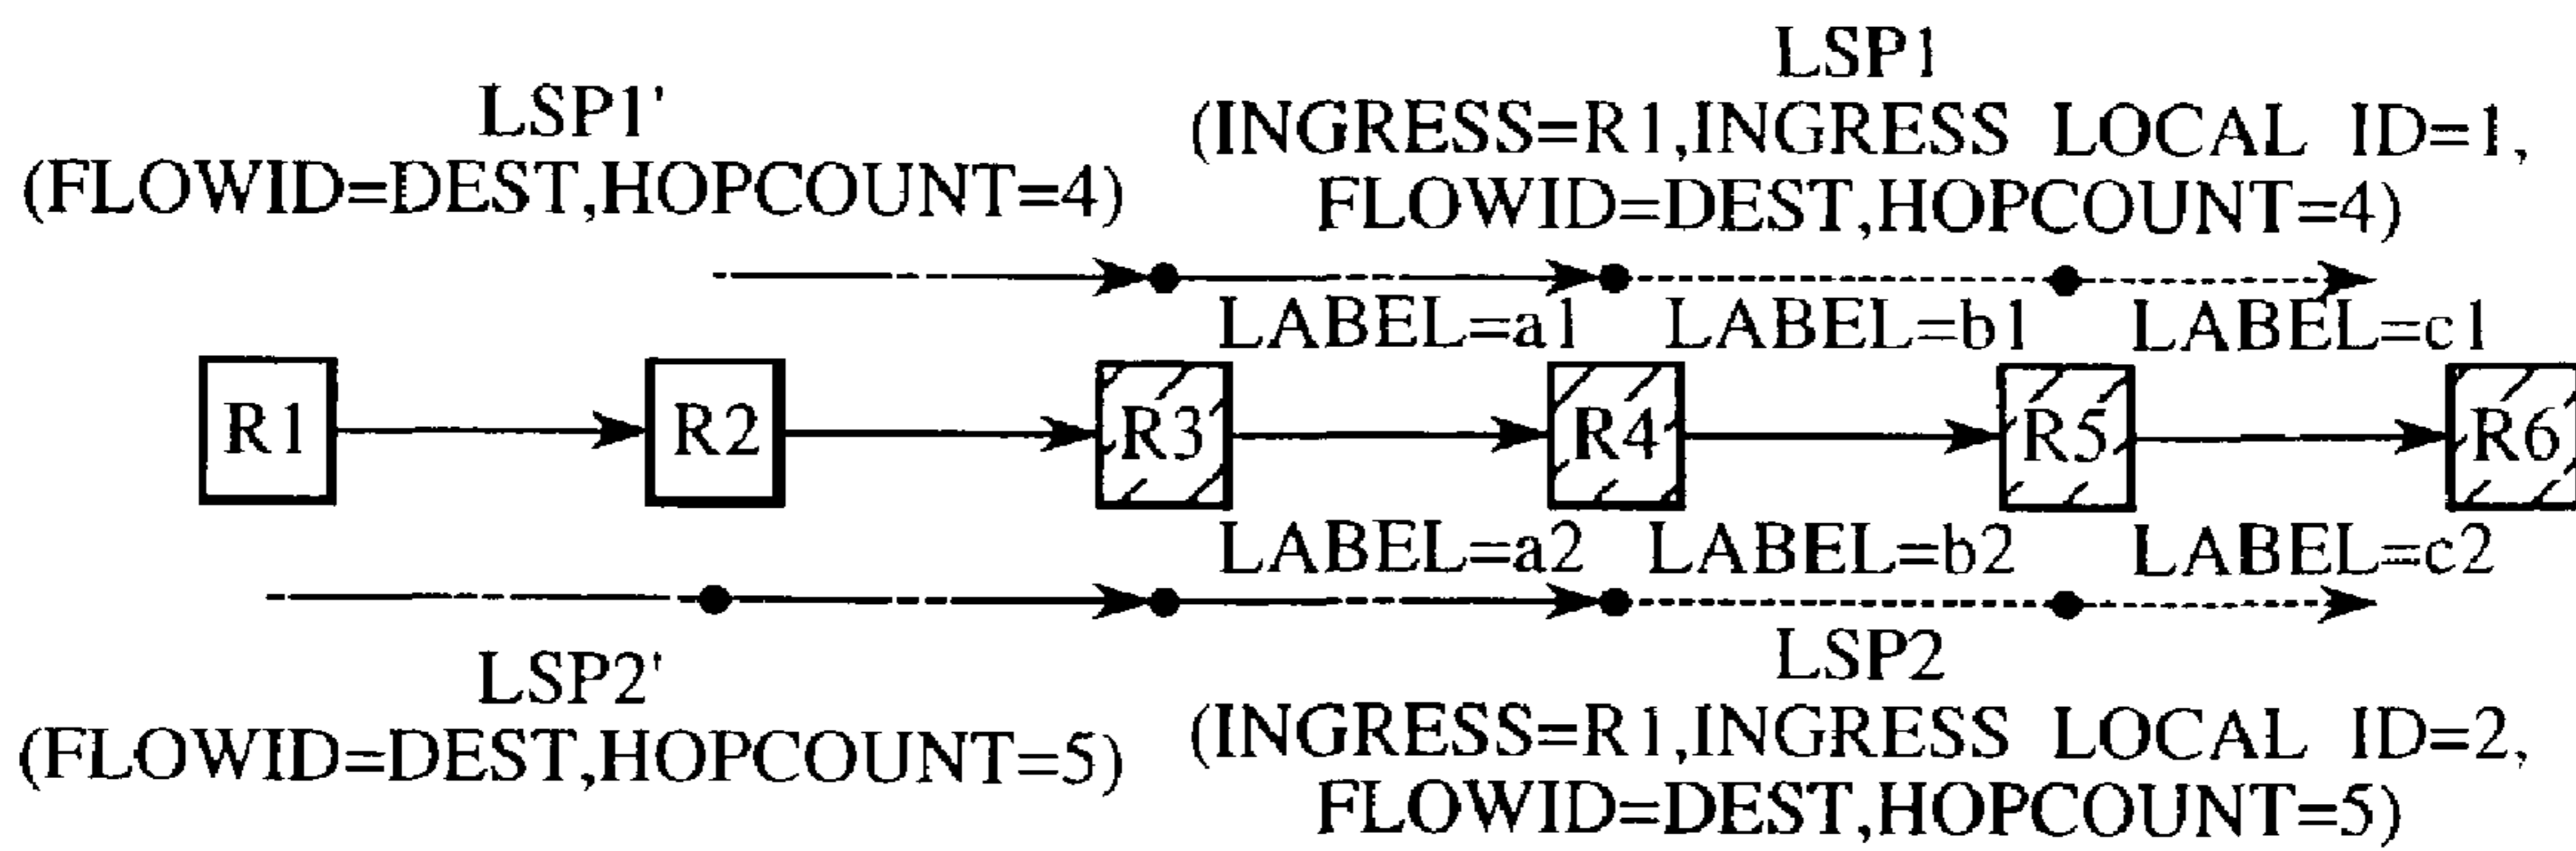 LSP1
LSP1'
(INGRESS=R1,INGRESS LOCAL ID=1,
(FLOWID=DEST,HOPCOUNT=4)
FLOWID=DEST,HOPCOUNT=4)
LABEL=a1 LABEL=b1 LABEL=c1
R1 R2 R3 R4 R5 R6
LABEL=a2 LABEL=b2 LABEL=c2
LSP2
LSP2'
(INGRESS=R1,INGRESS LOCAL ID=2,
(FLOWID=DEST,HOPCOUNT=5)
FLOWID=DEST,HOPCOUNT=5)